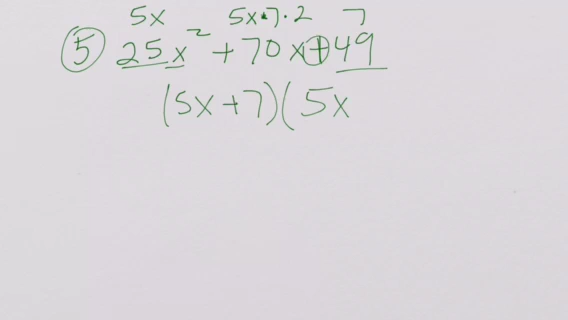 5x 5x•7·2 7
⑤ 25x² + 70x + 49
(5x+7)(5x